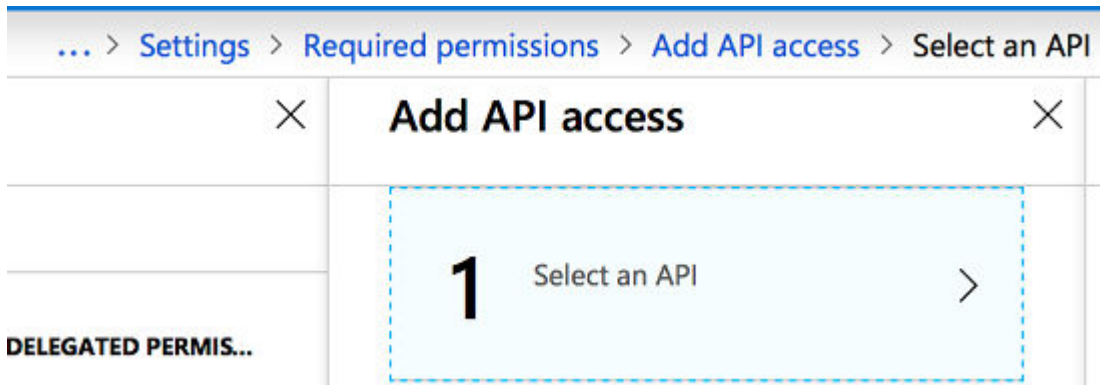 ... > Settings > Required permissions > Add API access > Select an API
Add API access
1 Select an API
DELEGATED PERMIS...